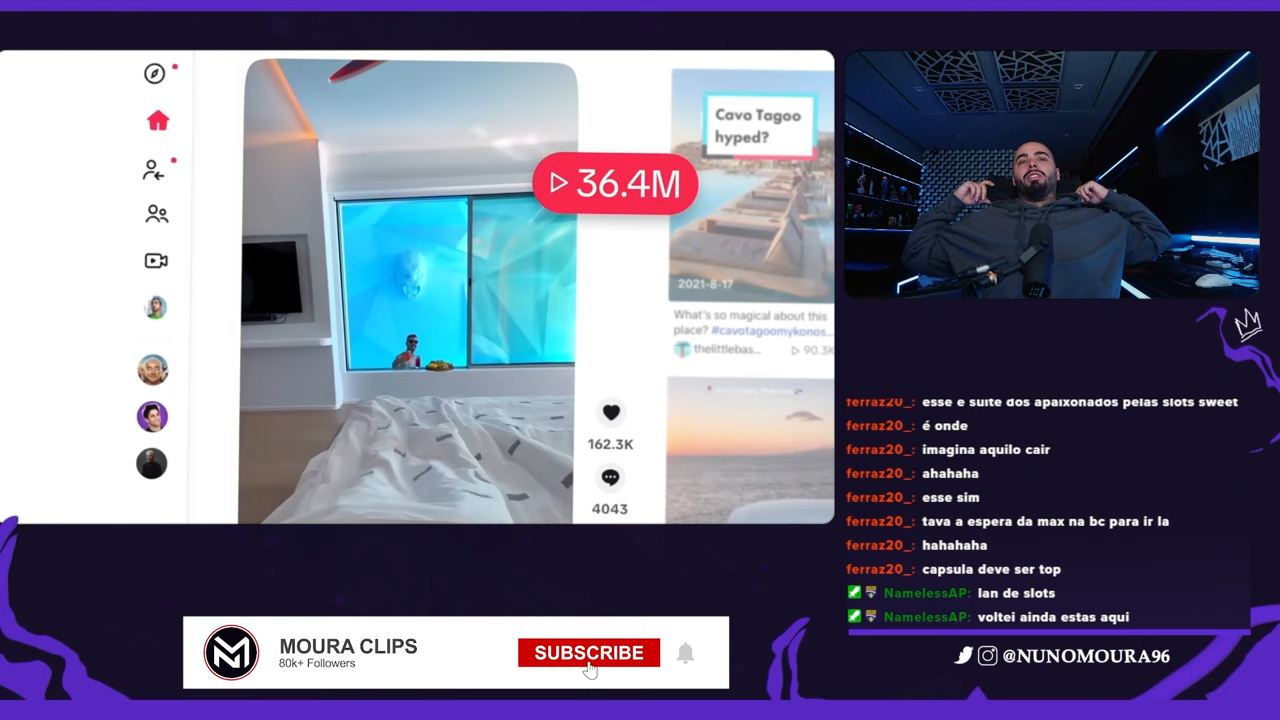 36.4M
162.3K
4043
Cavo Tagoo
hyped?
2021-8-17
What's so magical about this
place? #cavotagoomykonos...
thelittlebas...
90.3K
ferraz20_: esse e suite dos apaixonados pelas slots sweet
ferraz20_: é onde
ferraz20_: imagina aquilo cair
ferraz20_: ahahaha
ferraz20_: esse sim
ferraz20_: tava a espera da max na bc para ir la
ferraz20_: hahahaha
ferraz20_: capsula deve ser top
NamelessAP: lan de slots
NamelessAP: voltei ainda estas aqui
@NUNOMOURA96
MOURA CLIPS
80k+ Followers
SUBSCRIBE